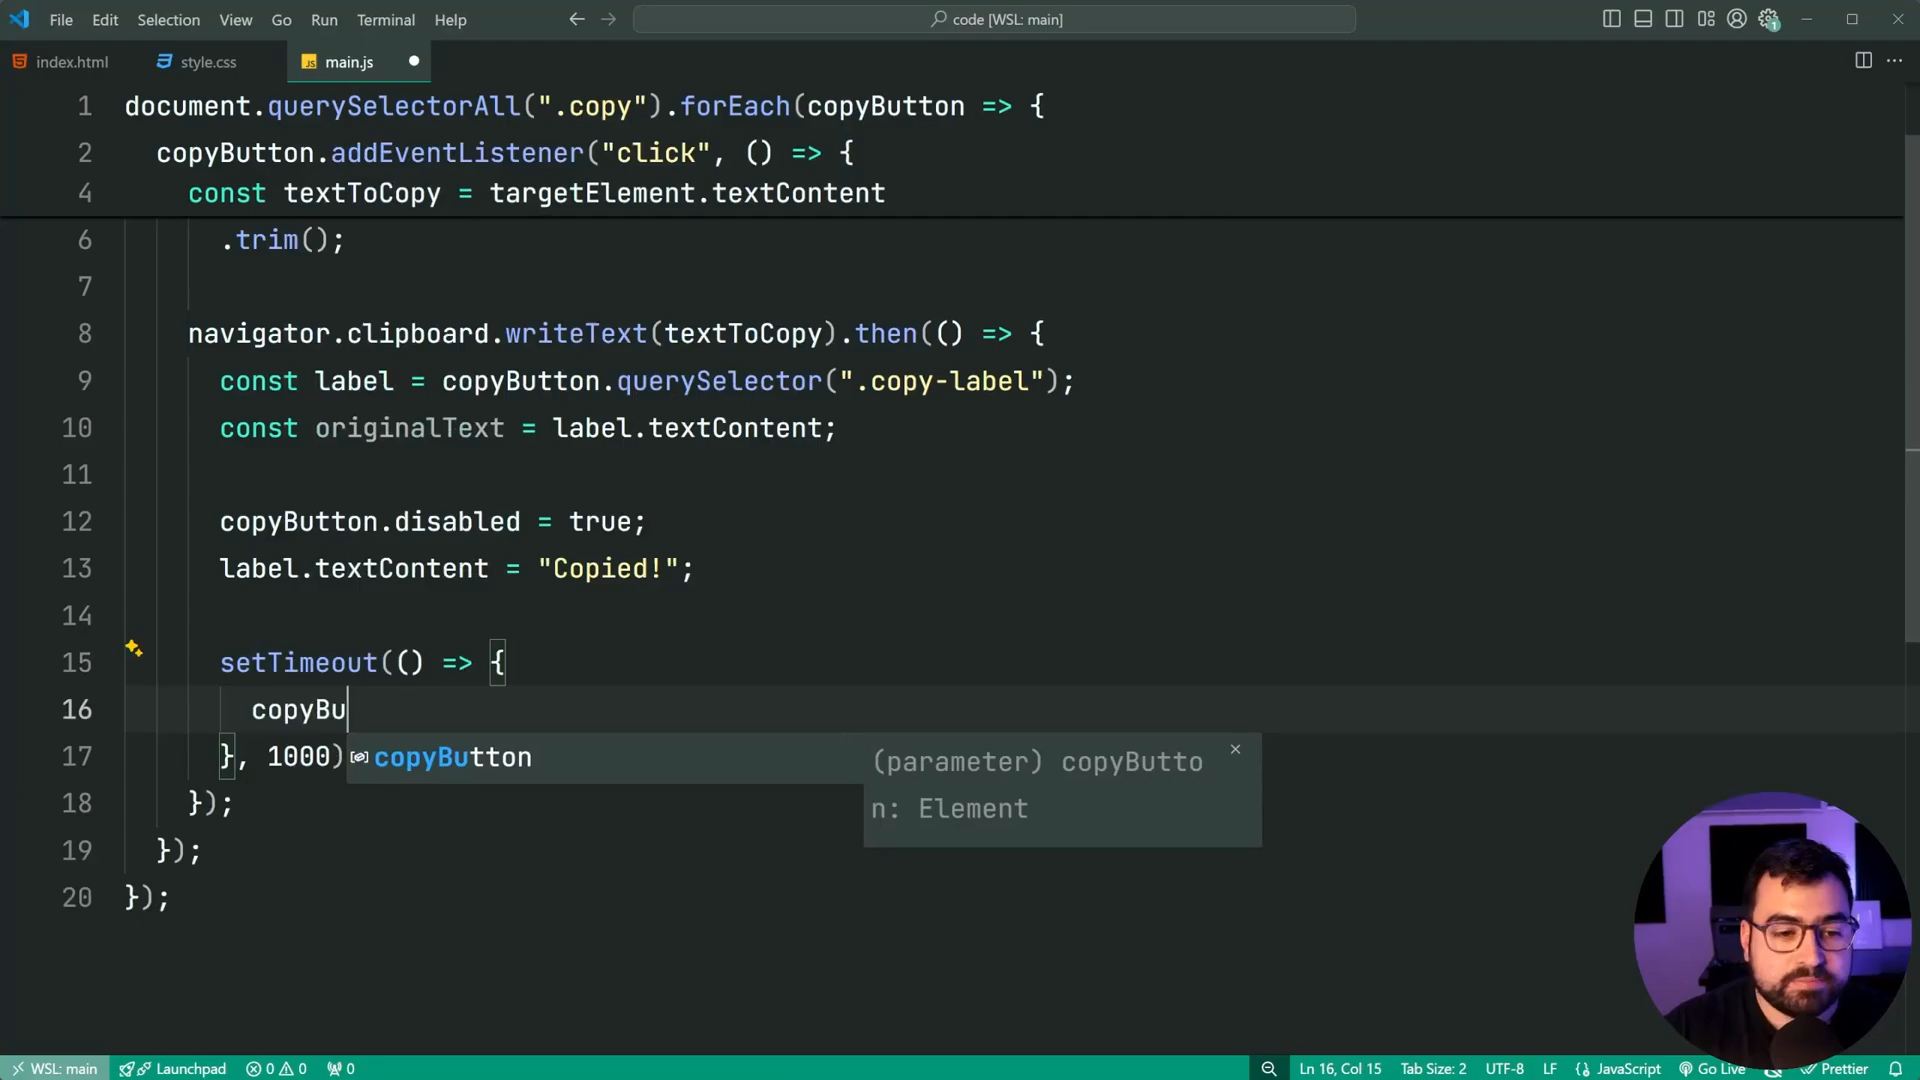 File Edit Selection View Go Run Terminal Help
code [WSL: main]
1
index.html style.css JS main.js
1 document.querySelectorAll(".copy").forEach(copyButton => {
2 copyButton.addEventListener("click", () => {
4 const textToCopy = targetElement.textContent
6 .trim();
7
8 navigator.clipboard.writeText(textToCopy).then(() => {
9 const label = copyButton.querySelector(".copy-label");
10 const originalText = label.textContent;
11
12 copyButton.disabled = true;
13 label.textContent = "Copied!";
14
15 setTimeout(() => {
16 copyBu
17 }, 1000)
copyButton
(parameter) copyButto
n: Element
18 });
19 });
20 });
WSL: main Launchpad 0 0 0 Ln 16, Col 15 Tab Size: 2 UTF-8 LF {} JavaScript Go Live Prettier